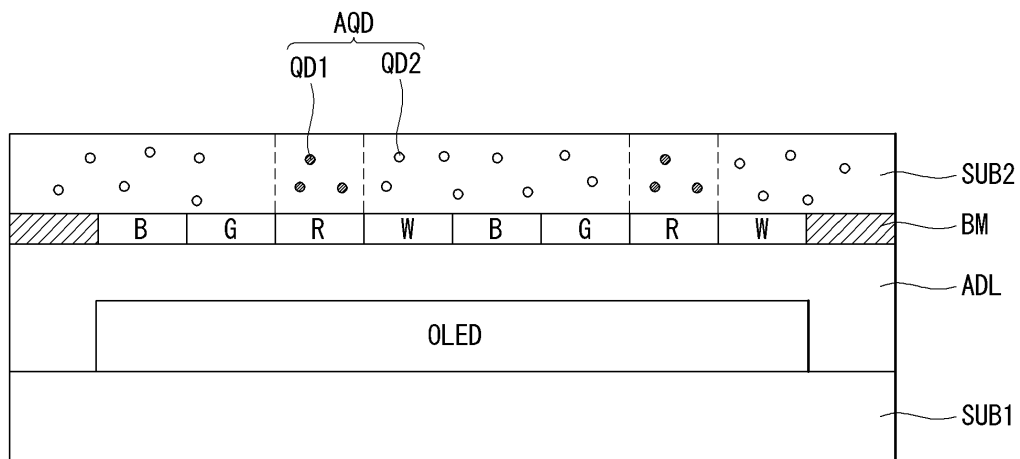 AQD
QD1 QD2
SUB2
B G R W B G R W BM
ADL
OLED
SUB1